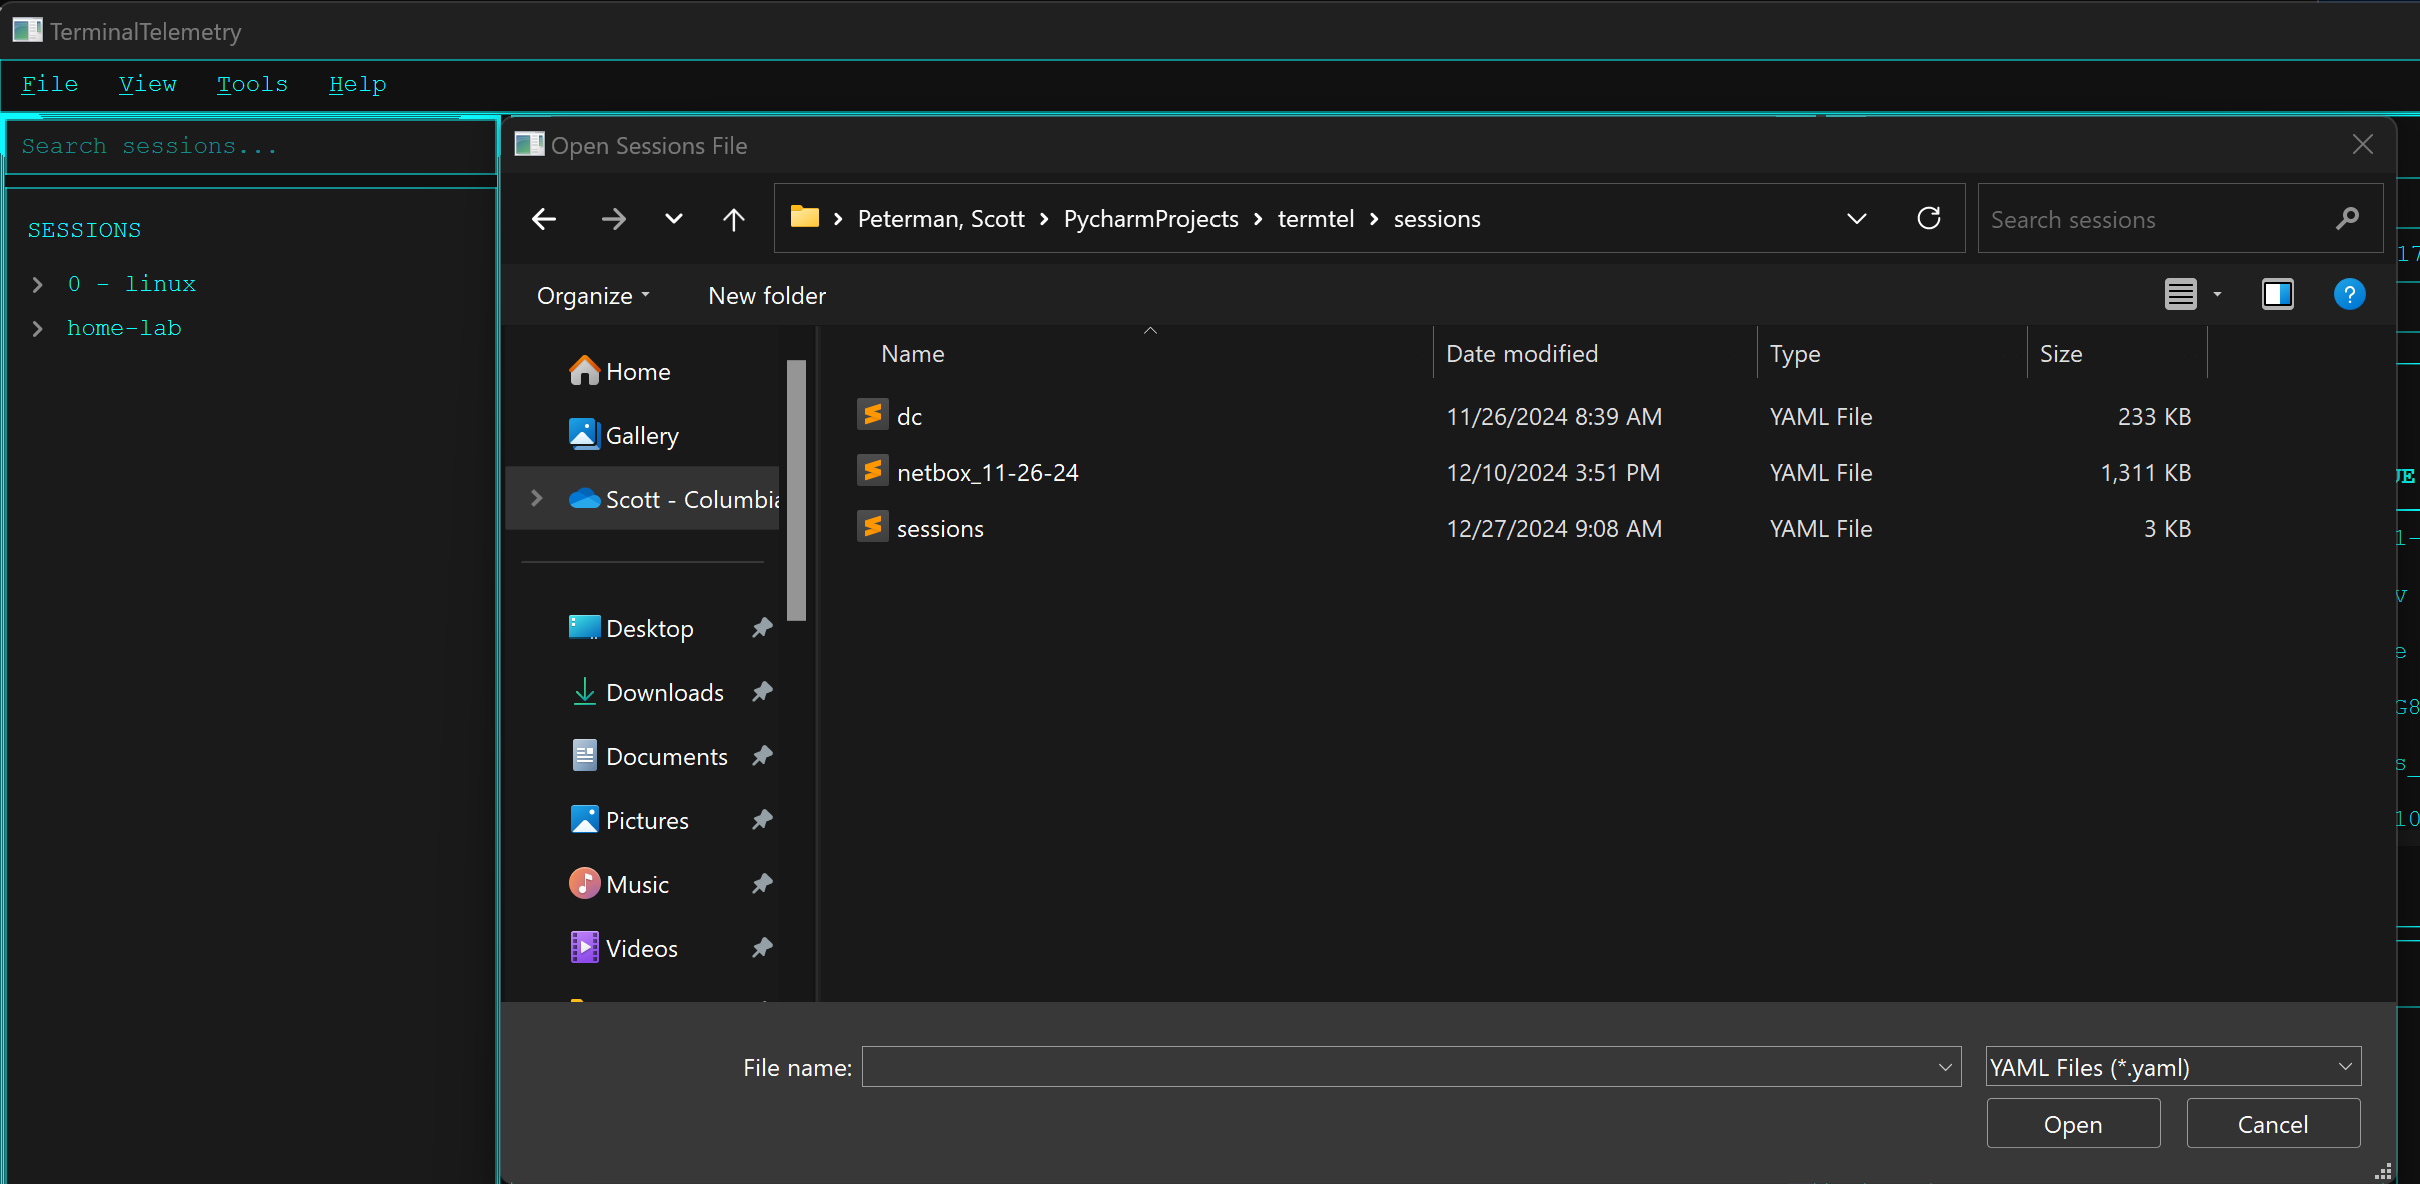 TerminalTelemetry
File View Tools Help
Search sessions...
SESSIONS
0 - linux
home-lab
Open Sessions File
Peterman, Scott > PycharmProjects > termtel > sessions
Search sessions
Organize New folder
Name Date modified Type Size
dc 11/26/2024 8:39 AM YAML File 233 KB
netbox_11-26-24 12/10/2024 3:51 PM YAML File 1,311 KB
sessions 12/27/2024 9:08 AM YAML File 3 KB
Home
Gallery
Scott - Columbia
Desktop
Downloads
Documents
Pictures
Music
Videos
File name:
YAML Files (*.yaml)
Open Cancel